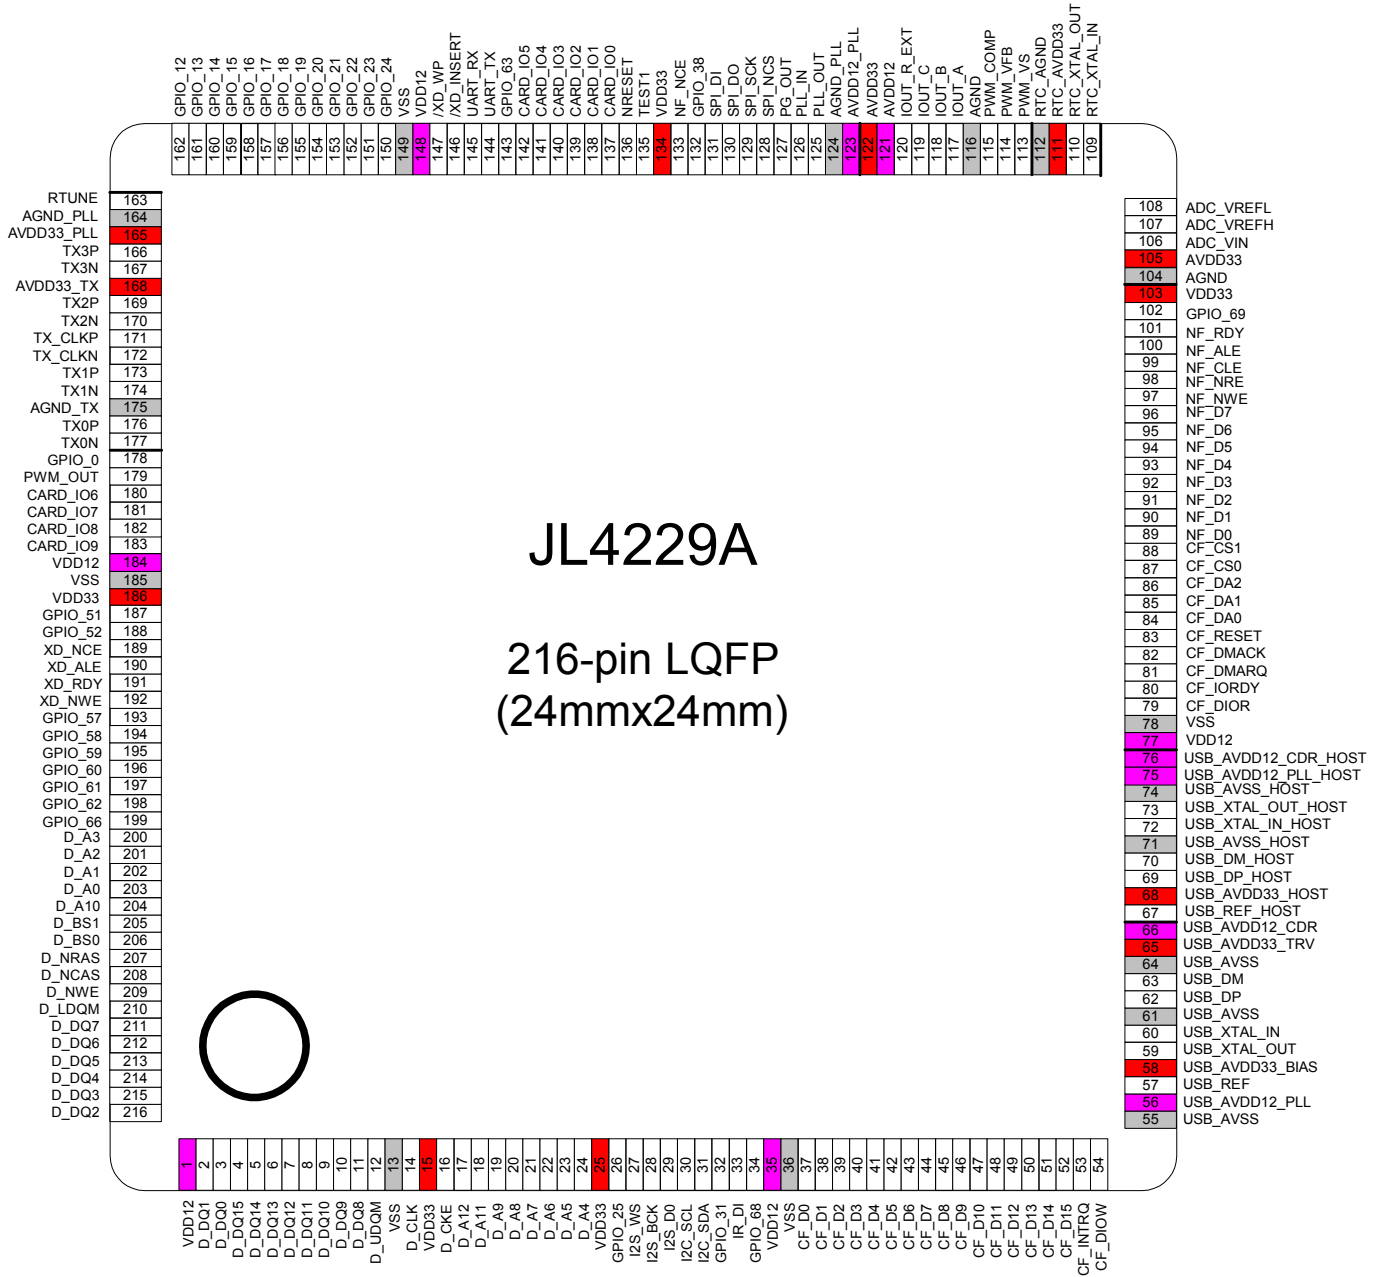 GPIO_12
GPIO_13
GPIO_14
GPIO_15
GPIO_16
GPIO_17
GPIO_18
GPIO_19
GPIO_20
GPIO_21
GPIO_22
GPIO_23
GPIO_24
VSS
VDD12
/XD_WP
/XD_INSERT
UART_RX
UART_TX
GPIO_63
CARD_IO5
CARD_IO4
CARD_IO3
CARD_IO2
CARD_IO1
CARD_IO0
NRESET
TEST1
VDD33
NF_NCE
GPIO_38
SPI_DI
SPI_DO
SPI_SCK
SPI_NCS
PG_OUT
PLL_IN
PLL_OUT
AGND_PLL
AVDD12_PLL
AVDD33
AVDD12
IOUT_R_EXT
IOUT_C
IOUT_B
IOUT_A
AGND
PWM_COMP
PWM_VFB
PWM_VS
RTC_AGND
RTC_AVDD33
RTC_XTAL_OUT
RTC_XTAL_IN
162
161
160
159
158
157
156
155
154
153
152
151
150
149
148
147
146
145
144
143
142
141
140
139
138
137
136
135
134
133
132
131
130
129
128
127
126
125
124
123
122
121
120
119
118
117
116
115
114
113
112
111
110
109
RTUNE 163
AGND_PLL 164
AVDD33_PLL 165
TX3P 166
TX3N 167
AVDD33_TX 168
TX2P 169
TX2N 170
TX_CLKP 171
TX_CLKN 172
TX1P 173
TX1N 174
AGND_TX 175
TX0P 176
TX0N 177
GPIO_0 178
PWM_OUT 179
CARD_IO6 180
CARD_IO7 181
CARD_IO8 182
CARD_IO9 183
VDD12 184
VSS 185
VDD33 186
GPIO_51 187
GPIO_52 188
XD_NCE 189
XD_ALE 190
XD_RDY 191
XD_NWE 192
GPIO_57 193
GPIO_58 194
GPIO_59 195
GPIO_60 196
GPIO_61 197
GPIO_62 198
GPIO_66 199
D_A3 200
D_A2 201
D_A1 202
D_A0 203
D_A10 204
D_BS1 205
D_BS0 206
D_NRAS 207
D_NCAS 208
D_NWE 209
D_LDQM 210
D_DQ7 211
D_DQ6 212
D_DQ5 213
D_DQ4 214
D_DQ3 215
D_DQ2 216
JL4229A
216-pin LQFP
(24mmx24mm)
108 ADC_VREFL
107 ADC_VREFH
106 ADC_VIN
105 AVDD33
104 AGND
103 VDD33
102 GPIO_69
101 NF_RDY
100 NF_ALE
99 NF_CLE
98 NF_NRE
97 NF_NWE
96 NF_D7
95 NF_D6
94 NF_D5
93 NF_D4
92 NF_D3
91 NF_D2
90 NF_D1
89 NF_D0
88 CF_CS1
87 CF_CS0
86 CF_DA2
85 CF_DA1
84 CF_DA0
83 CF_RESET
82 CF_DMACK
81 CF_DMARQ
80 CF_IORDY
79 CF_DIOR
78 VSS
77 VDD12
76 USB_AVDD12_CDR_HOST
75 USB_AVDD12_PLL_HOST
74 USB_AVSS_HOST
73 USB_XTAL_OUT_HOST
72 USB_XTAL_IN_HOST
71 USB_AVSS_HOST
70 USB_DM_HOST
69 USB_DP_HOST
68 USB_AVDD33_HOST
67 USB_REF_HOST
66 USB_AVDD12_CDR
65 USB_AVDD33_TRV
64 USB_AVSS
63 USB_DM
62 USB_DP
61 USB_AVSS
60 USB_XTAL_IN
59 USB_XTAL_OUT
58 USB_AVDD33_BIAS
57 USB_REF
56 USB_AVDD12_PLL
55 USB_AVSS
1
2
3
4
5
6
7
8
9
10
11
12
13
14
15
16
17
18
19
20
21
22
23
24
25
26
27
28
29
30
31
32
33
34
35
36
37
38
39
40
41
42
43
44
45
46
47
48
49
50
51
52
53
54
VDD12
D_DQ1
D_DQ0
D_DQ15
D_DQ14
D_DQ13
D_DQ12
D_DQ11
D_DQ10
D_DQ9
D_DQ8
D_UDQM
VSS
D_CLK
VDD33
D_CKE
D_A12
D_A11
D_A9
D_A8
D_A7
D_A6
D_A5
D_A4
VDD33
GPIO_25
I2S_WS
I2S_BCK
I2S_D0
I2C_SCL
I2C_SDA
GPIO_31
IR_DI
GPIO_68
VDD12
VSS
CF_D0
CF_D1
CF_D2
CF_D3
CF_D4
CF_D5
CF_D6
CF_D7
CF_D8
CF_D9
CF_D10
CF_D11
CF_D12
CF_D13
CF_D14
CF_D15
CF_INTRQ
CF_DIOW